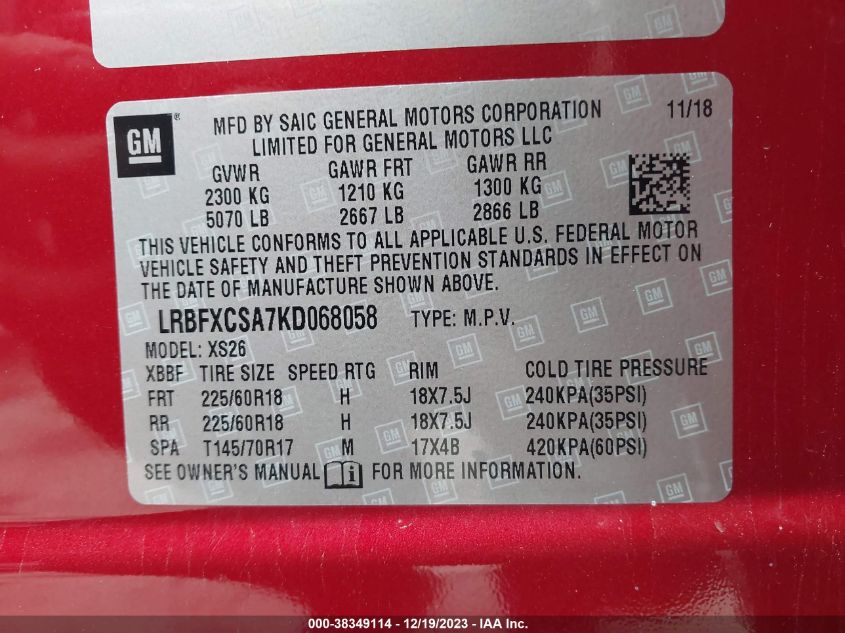 GM ® MFD BY SAIC GENERAL MOTORS CORPORATION 11/18
LIMITED FOR GENERAL MOTORS LLC
GVWR GAWR FRT GAWR RR
2300 KG 1210 KG 1300 KG
5070 LB 2667 LB 2866 LB
THIS VEHICLE CONFORMS TO ALL APPLICABLE U.S. FEDERAL MOTOR
VEHICLE SAFETY AND THEFT PREVENTION STANDARDS IN EFFECT ON
THE DATE OF MANUFACTURE SHOWN ABOVE.
LRBFXCSA7KD068058 TYPE: M.P.V.
MODEL: XS26
XBBF TIRE SIZE SPEED RTG RIM COLD TIRE PRESSURE
FRT 225/60R18 H 18X7.5J 240KPA(35PSI)
RR 225/60R18 H 18X7.5J 240KPA(35PSI)
SPA T145/70R17 M 17X4B 420KPA(60PSI)
SEE OWNER'S MANUAL i FOR MORE INFORMATION.
000-38349114 - 12/19/2023 - IAA Inc.